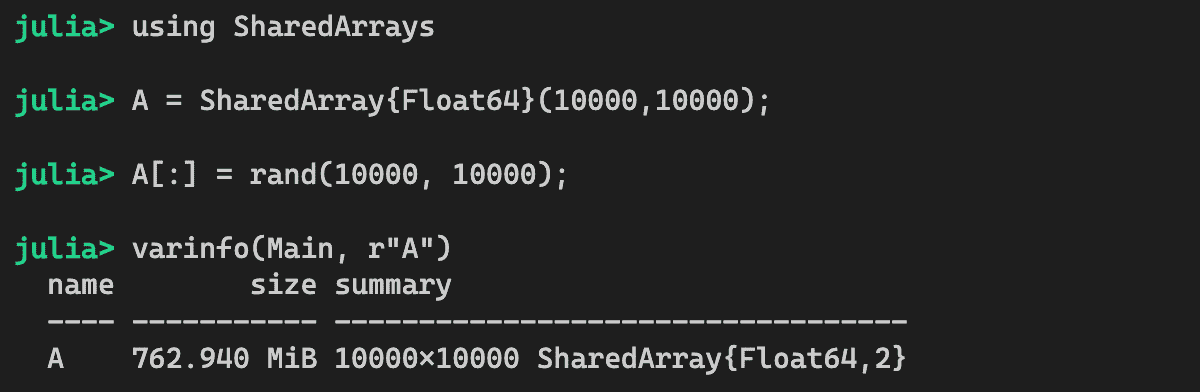 julia> using SharedArrays
julia> A = SharedArray{Float64}(10000,10000);
julia> A[:] = rand(10000, 10000);
julia> varinfo(Main, r"A")
  name        size summary
  –––– ––––––––––– ––––––––––––––––––––––––––––––––––
  A    762.940 MiB 10000×10000 SharedArray{Float64,2}